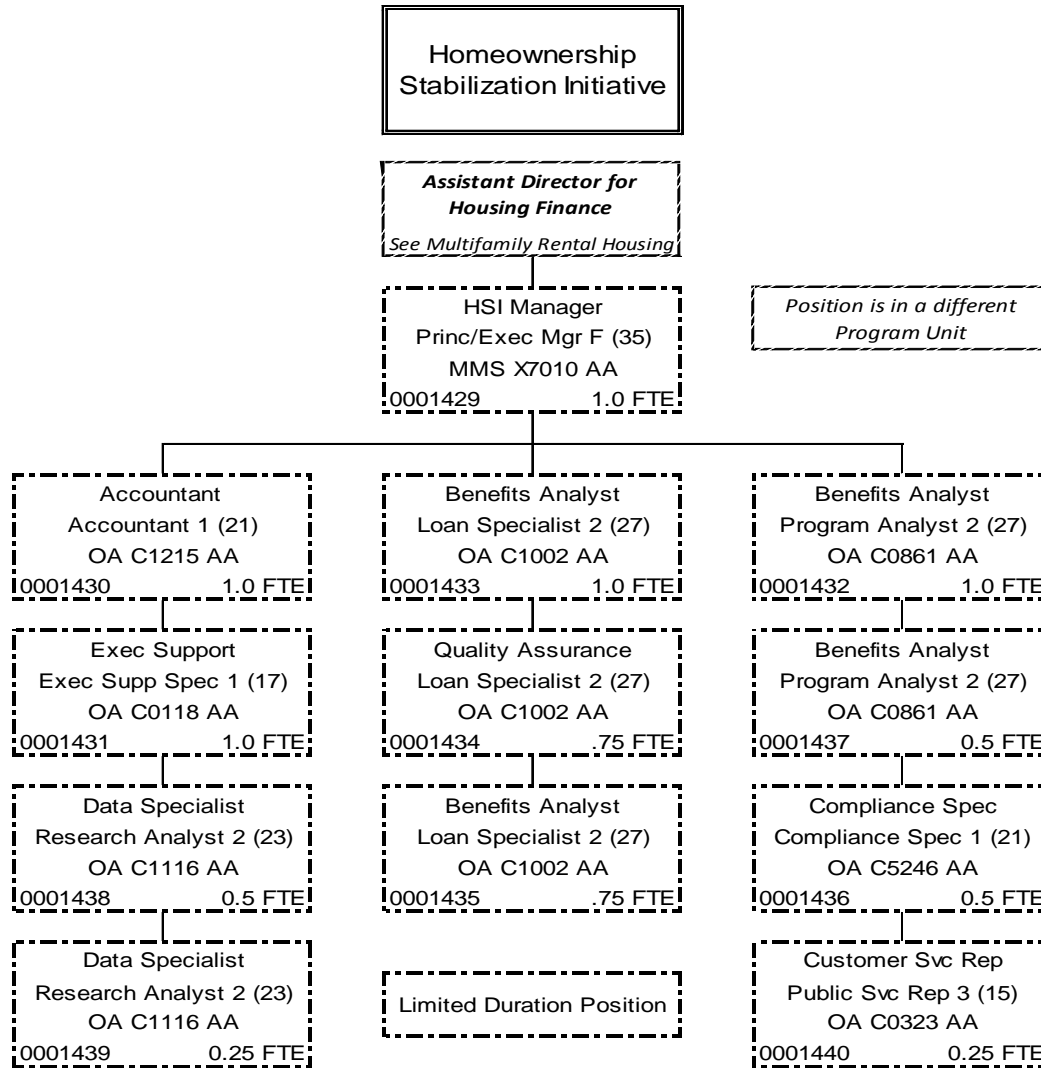 Homeownership
Stabilization Initiative
Assistant Director for
Housing Finance
See Multifamily Rental Housing
HSI Manager
Princ/Exec Mgr F (35)
MMS X7010 AA
0001429 1.0 FTE
Position is in a different
Program Unit
Accountant
Accountant 1 (21)
OA C1215 AA
0001430 1.0 FTE
Exec Support
Exec Supp Spec 1 (17)
OA C0118 AA
0001431 1.0 FTE
Data Specialist
Research Analyst 2 (23)
OA C1116 AA
0001438 0.5 FTE
Data Specialist
Research Analyst 2 (23)
OA C1116 AA
0001439 0.25 FTE
Benefits Analyst
Loan Specialist 2 (27)
OA C1002 AA
0001433 1.0 FTE
Quality Assurance
Loan Specialist 2 (27)
OA C1002 AA
0001434 .75 FTE
Benefits Analyst
Loan Specialist 2 (27)
OA C1002 AA
0001435 .75 FTE
Limited Duration Position
Benefits Analyst
Program Analyst 2 (27)
OA C0861 AA
0001432 1.0 FTE
Benefits Analyst
Program Analyst 2 (27)
OA C0861 AA
0001437 0.5 FTE
Compliance Spec
Compliance Spec 1 (21)
OA C5246 AA
0001436 0.5 FTE
Customer Svc Rep
Public Svc Rep 3 (15)
OA C0323 AA
0001440 0.25 FTE